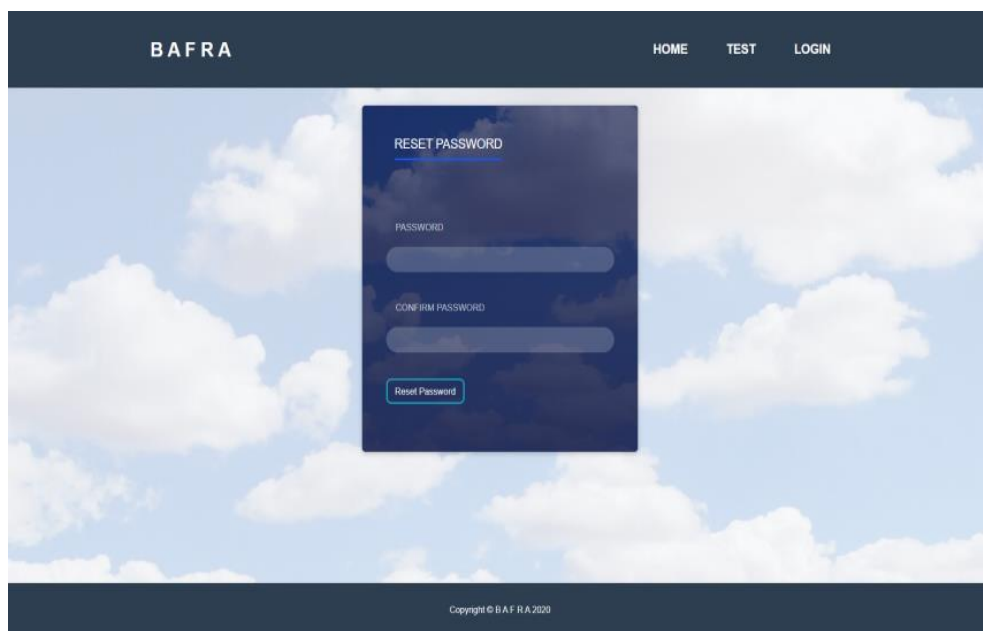 BAFRA
HOME TEST LOGIN
RESET PASSWORD
PASSWORD
CONFIRM PASSWORD
Reset Password
Copyright © B A F R A 2020